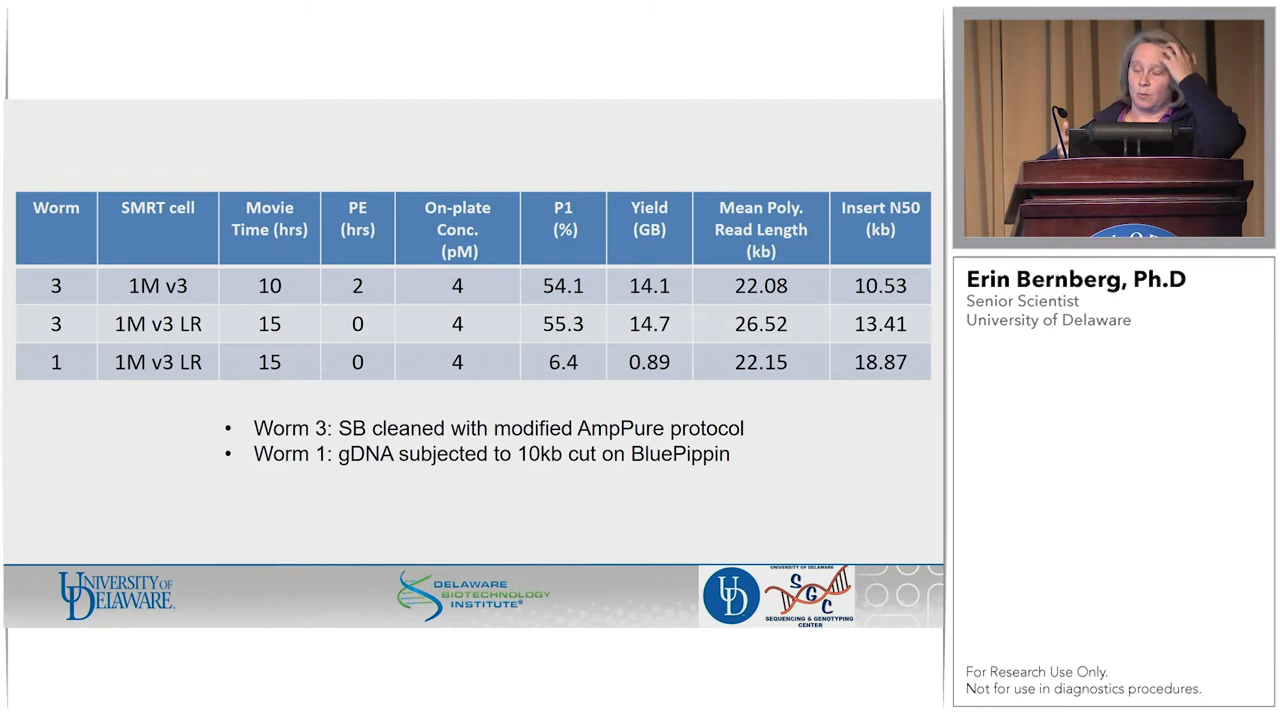 Worm SMRT cell Movie Time (hrs) PE (hrs) On-plate Conc. (pM) P1 (%) Yield (GB) Mean Poly. Read Length (kb) Insert N50 (kb)
3 1M v3 10 2 4 54.1 14.1 22.08 10.53
3 1M v3 LR 15 0 4 55.3 14.7 26.52 13.41
1 1M v3 LR 15 0 4 6.4 0.89 22.15 18.87
• Worm 3: SB cleaned with modified AmpPure protocol
• Worm 1: gDNA subjected to 10kb cut on BluePippin
UNIVERSITY OF
DELAWARE.
DELAWARE
BIOTECHNOLOGY
INSTITUTE®
UD
UNIVERSITY OF DELAWARE
SGC
SEQUENCING & GENOTYPING
CENTER
Erin Bernberg, Ph.D
Senior Scientist
University of Delaware
For Research Use Only.
Not for use in diagnostics procedures.